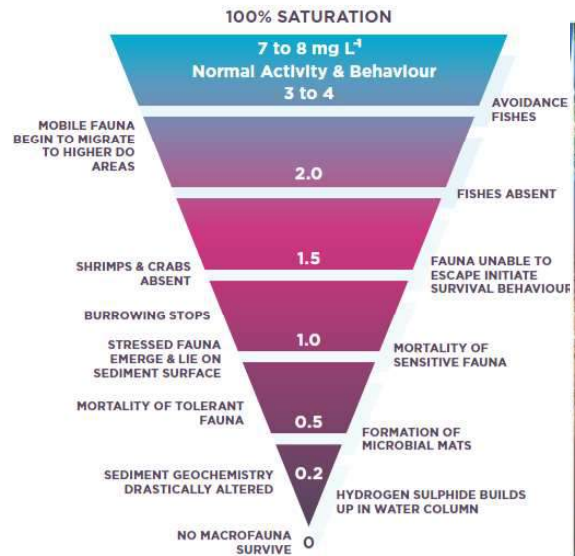 100% SATURATION
7 to 8 mg L⁻¹
Normal Activity & Behaviour
3 to 4
AVOIDANCE
FISHES
MOBILE FAUNA
BEGIN TO MIGRATE
TO HIGHER DO
AREAS
2.0
FISHES ABSENT
1.5
SHRIMPS & CRABS
ABSENT
FAUNA UNABLE TO
ESCAPE INITIATE
SURVIVAL BEHAVIOUR
BURROWING STOPS
1.0
STRESSED FAUNA
EMERGE & LIE ON
SEDIMENT SURFACE
MORTALITY OF
SENSITIVE FAUNA
MORTALITY OF TOLERANT
FAUNA
0.5
FORMATION OF
MICROBIAL MATS
0.2
SEDIMENT GEOCHEMISTRY
DRASTICALLY ALTERED
HYDROGEN SULPHIDE BUILDS
UP IN WATER COLUMN
NO MACROFAUNA
SURVIVE
0